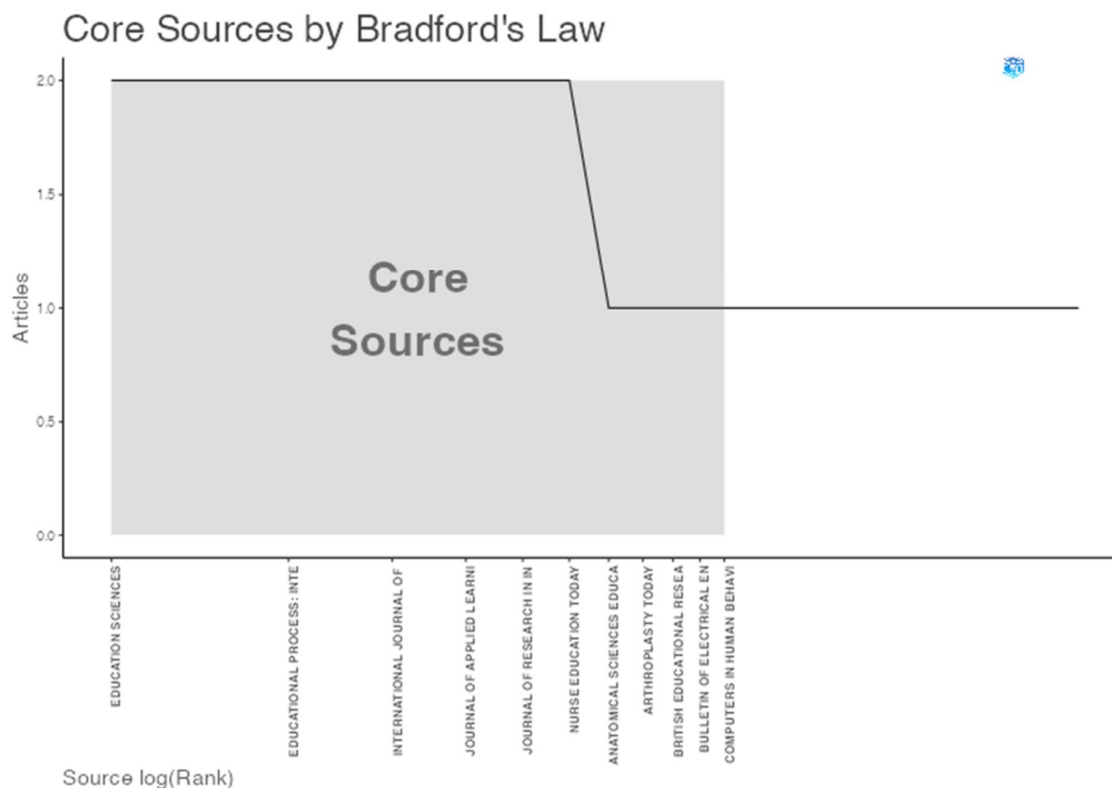 Core Sources by Bradford's Law
2.0
1.5
1.0
0.5
0.0
Articles
Core
Sources
EDUCATION SCIENCES
EDUCATIONAL PROCESS: INTE
INTERNATIONAL JOURNAL OF
JOURNAL OF APPLIED LEARNI
JOURNAL OF RESEARCH IN IN
NURSE EDUCATION TODAY
ANATOMICAL SCIENCES EDUCA
ARTHROPLASTY TODAY
BRITISH EDUCATIONAL RESEA
BULLETIN OF ELECTRICAL EN
COMPUTERS IN HUMAN BEHAVI
Source log(Rank)